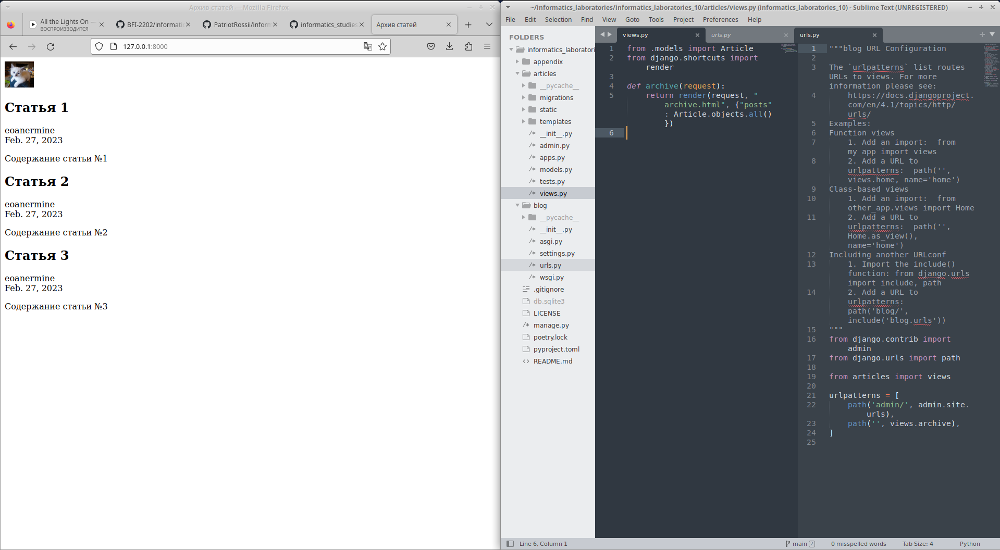 Архив статей — Mozilla Firefox
All the Lights On —
ВОСПРОИЗВОДИТСЯ
BFI-2202/informatic
PatriotRossii/inform
informatics_studies
Архив статей
127.0.0.1:8000
Статья 1
eoanermine
Feb. 27, 2023
Содержание статьи №1
Статья 2
eoanermine
Feb. 27, 2023
Содержание статьи №2
Статья 3
eoanermine
Feb. 27, 2023
Содержание статьи №3
~/informatics_laboratories/informatics_laboratories_10/articles/views.py (informatics_laboratories_10) - Sublime Text (UNREGISTERED)
File Edit Selection Find View Goto Tools Project Preferences Help
FOLDERS
informatics_laboratori
appendix
articles
__pycache__
migrations
static
templates
/* __init__.py
/* admin.py
/* apps.py
/* models.py
/* tests.py
/* views.py
blog
__pycache__
/* __init__.py
/* asgi.py
/* settings.py
/* urls.py
/* wsgi.py
.gitignore
db.sqlite3
LICENSE
/* manage.py
poetry.lock
pyproject.toml
<> README.md
views.py
urls.py
urls.py
1 from .models import Article
2 from django.shortcuts import
render
3
4 def archive(request):
5 return render(request, "
archive.html", {"posts"
: Article.objects.all()
})
6
1 """blog URL Configuration
2
3 The `urlpatterns` list routes
URLs to views. For more
information please see:
4 https://docs.djangoproject.
com/en/4.1/topics/http/
urls/
5 Examples:
6 Function views
7 1. Add an import:  from
my_app import views
8 2. Add a URL to
urlpatterns:  path('',
views.home, name='home')
9 Class-based views
10 1. Add an import:  from
other_app.views import Home
11 2. Add a URL to
urlpatterns:  path('',
Home.as_view(),
name='home')
12 Including another URLconf
13 1. Import the include()
function: from django.urls
import include, path
14 2. Add a URL to
urlpatterns:
path('blog/',
include('blog.urls'))
15 """
16 from django.contrib import
admin
17 from django.urls import path
18
19 from articles import views
20
21 urlpatterns = [
22 path('admin/', admin.site.
urls),
23 path('', views.archive),
24 ]
25
Line 6, Column 1
main 2
0 misspelled words
Tab Size: 4
Python